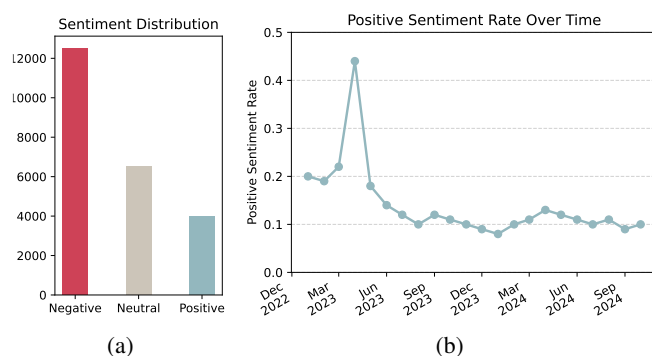 Sentiment Distribution
12000
10000
8000
6000
4000
2000
0
Negative Neutral Positive
(a)
Positive Sentiment Rate Over Time
Positive Sentiment Rate
0.5
0.4
0.3
0.2
0.1
0.0
Dec 2022
Mar 2023
Jun 2023
Sep 2023
Dec 2023
Mar 2024
Jun 2024
Sep 2024
(b)